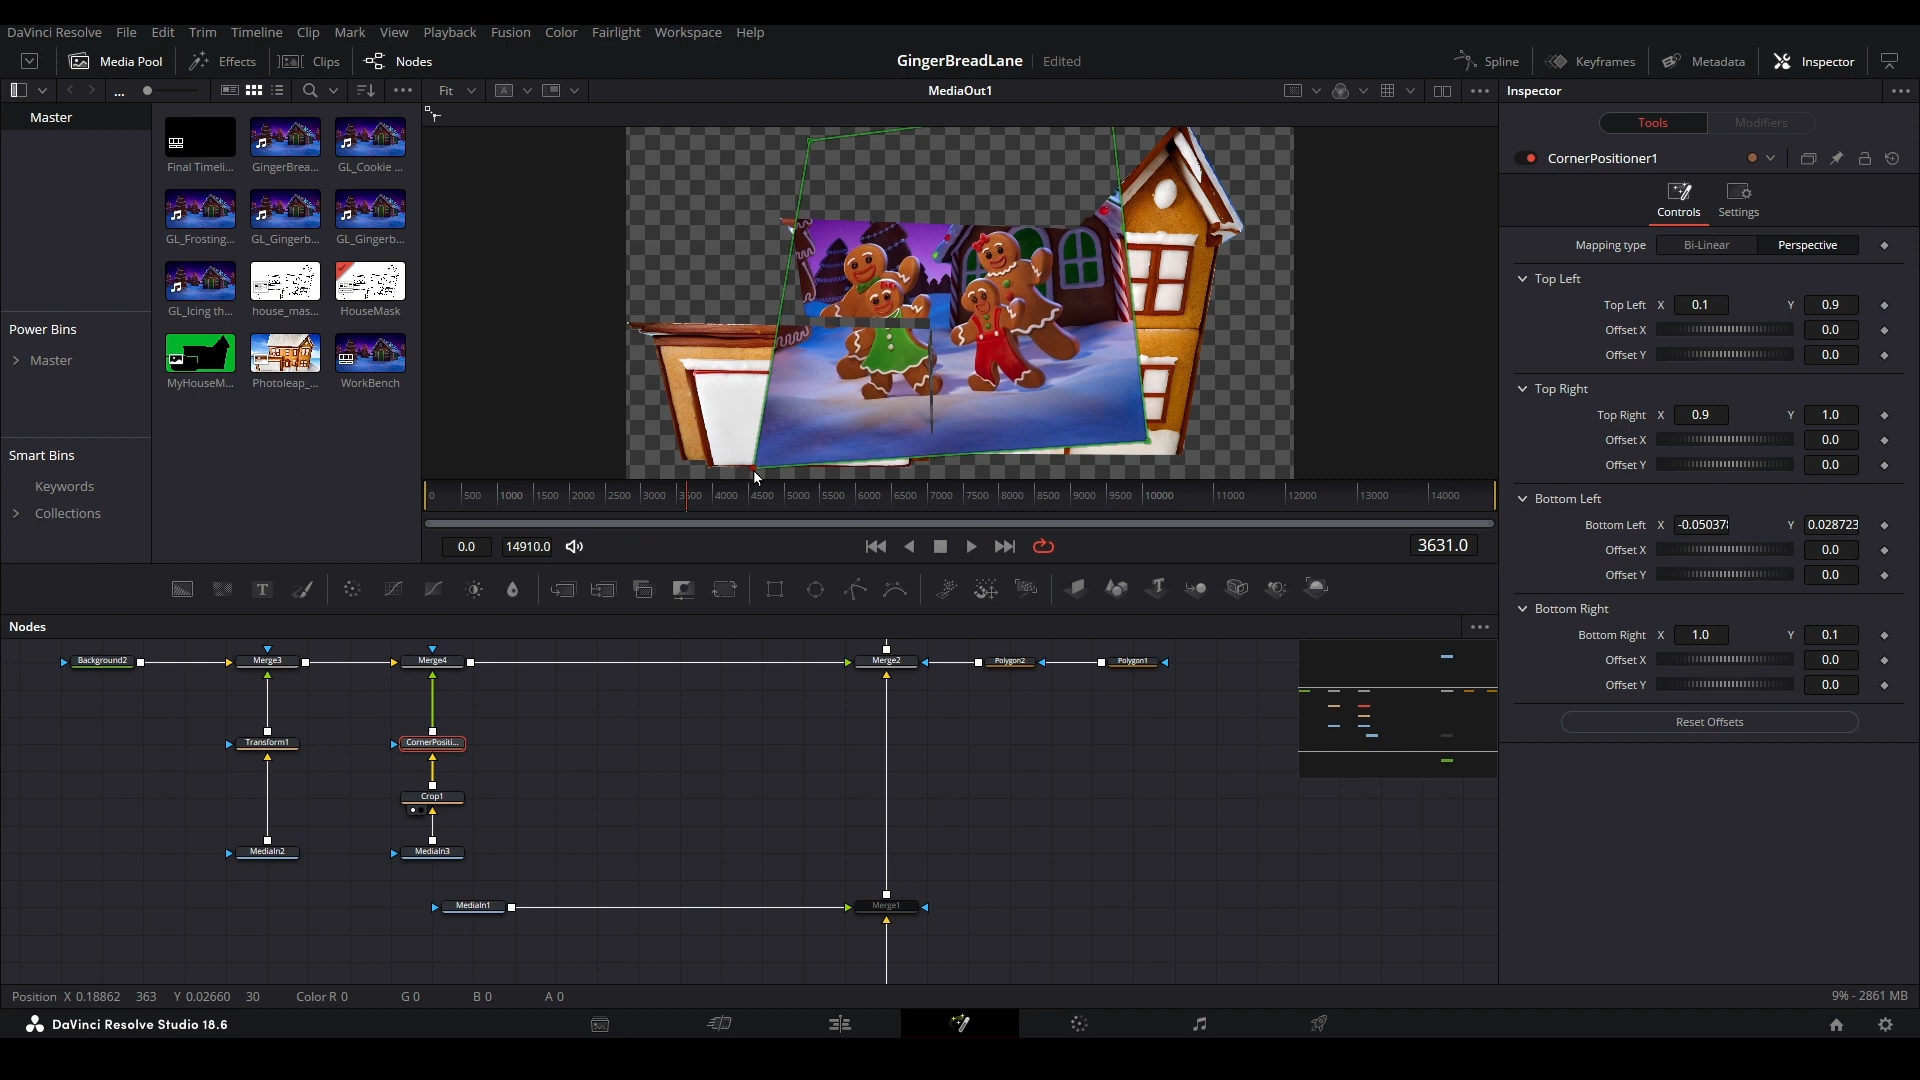 DaVinci Resolve File Edit Trim Timeline Clip Mark View Playback Fusion Color Fairlight Workspace Help
Media Pool Effects Clips Nodes GingerBreadLane Edited Spline Keyframes Metadata Inspector
... Fit A MediaOut1 Inspector
Master
Tools Modifiers
Final Timeli... GingerBrea... GL_Cookie ...
CornerPositioner1
GL_Frosting... GL_Gingerb... GL_Gingerb...
Controls Settings
Mapping type Bi-Linear Perspective
GL_Icing th... house_mas... HouseMask
Top Left
Top Left X 0.1 Y 0.9
Offset X 0.0
Offset Y 0.0
Power Bins
Master
MyHouseM... Photoleap_... WorkBench
Top Right
Top Right X 0.9 Y 1.0
Offset X 0.0
Offset Y 0.0
Smart Bins
Keywords
Collections
0 500 1000 1500 2000 2500 3000 3500 4000 4500 5000 5500 6000 6500 7000 7500 8000 8500 9000 9500 10000 11000 12000 13000 14000
Bottom Left
Bottom Left X -0.05037 Y 0.028723
Offset X 0.0
Offset Y 0.0
0.0 14910.0 3631.0
Bottom Right
Bottom Right X 1.0 Y 0.1
Offset X 0.0
Offset Y 0.0
Reset Offsets
T T
Nodes
Background2 Merge3 Merge4 Merge2 Polygon2 Polygon1
Transform1 CornerPositi...
Crop1
MediaIn2 MediaIn3
MediaIn1 Merge1
Position X 0.18862 363 Y 0.02660 30 Color R 0 G 0 B 0 A 0 9% - 2861 MB
DaVinci Resolve Studio 18.6